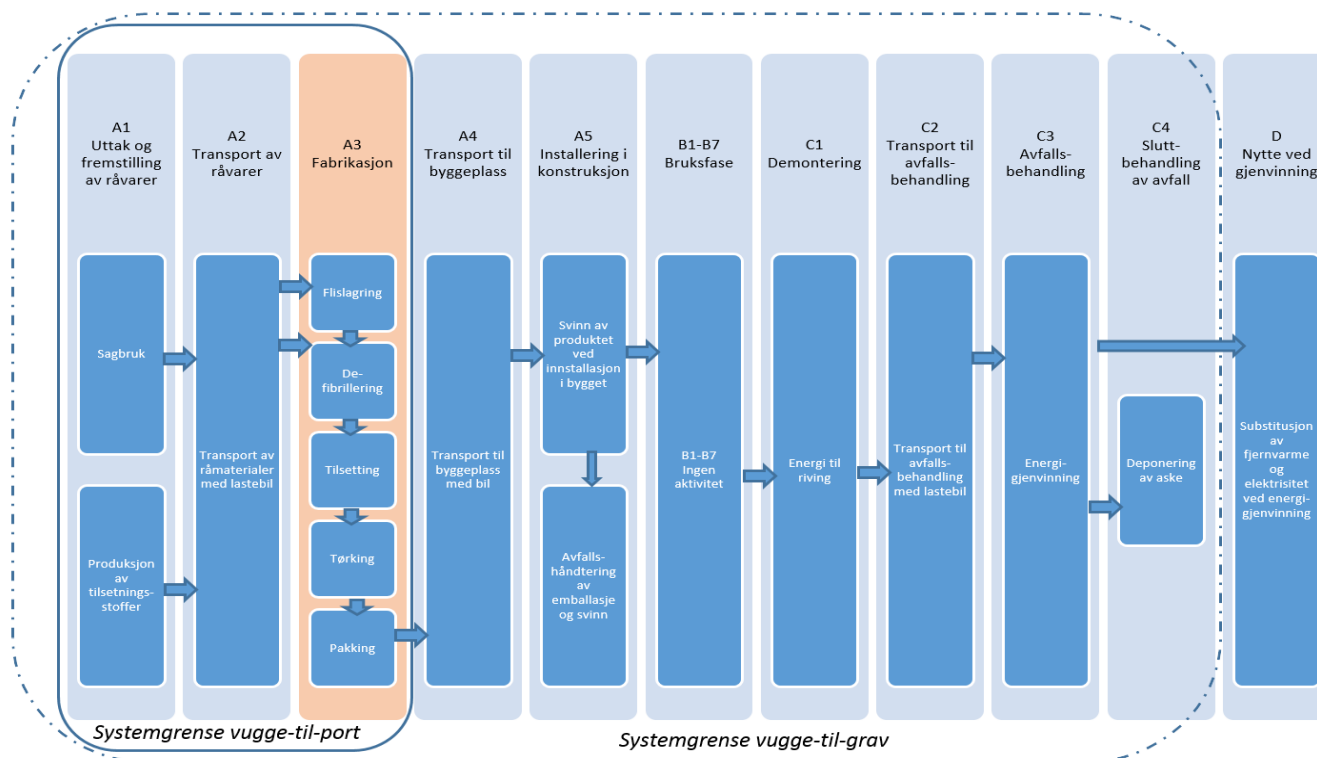 A1
Uttak og
fremstilling
av råvarer
A2
Transport av
råvarer
A3
Fabrikasjon
A4
Transport til
byggeplass
A5
Installering i
konstruksjon
B1-B7
Bruksfase
C1
Demontering
C2
Transport til
avfalls-
behandling
C3
Avfalls-
behandling
C4
Slutt-
behandling
av avfall
D
Nytte ved
gjenvinning
Sagbruk
Produksjon
av
tilsetnings-
stoffer
Transport av
råmaterialer
med lastebil
Flislagring
De-
fibrillering
Tilsetting
Tørking
Pakking
Transport til
byggeplass
med bil
Svinn av
produktet
ved
innstallasjon
i bygget
Avfalls-
håndtering
av
emballasje
og svinn
B1-B7
Ingen
aktivitet
Energi til
riving
Transport til
avfalls-
behandling
med lastebil
Energi-
gjenvinning
Deponering
av aske
Substitusjon
av
fjernvarme
og
elektrisitet
ved energi-
gjenvinning
Systemgrense vugge-til-port
Systemgrense vugge-til-grav